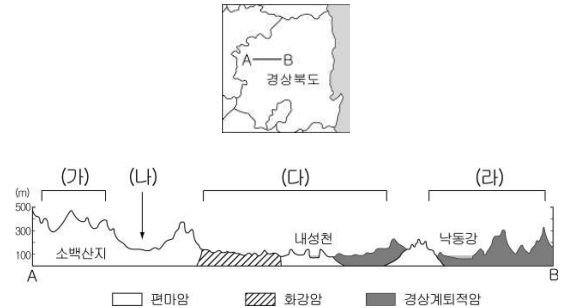 A B
경상북도
(가) (나) (다) (라)
(m)
500
300
100
소백산지 내성천 낙동강
A B
편마암 화강암 경상계퇴적암